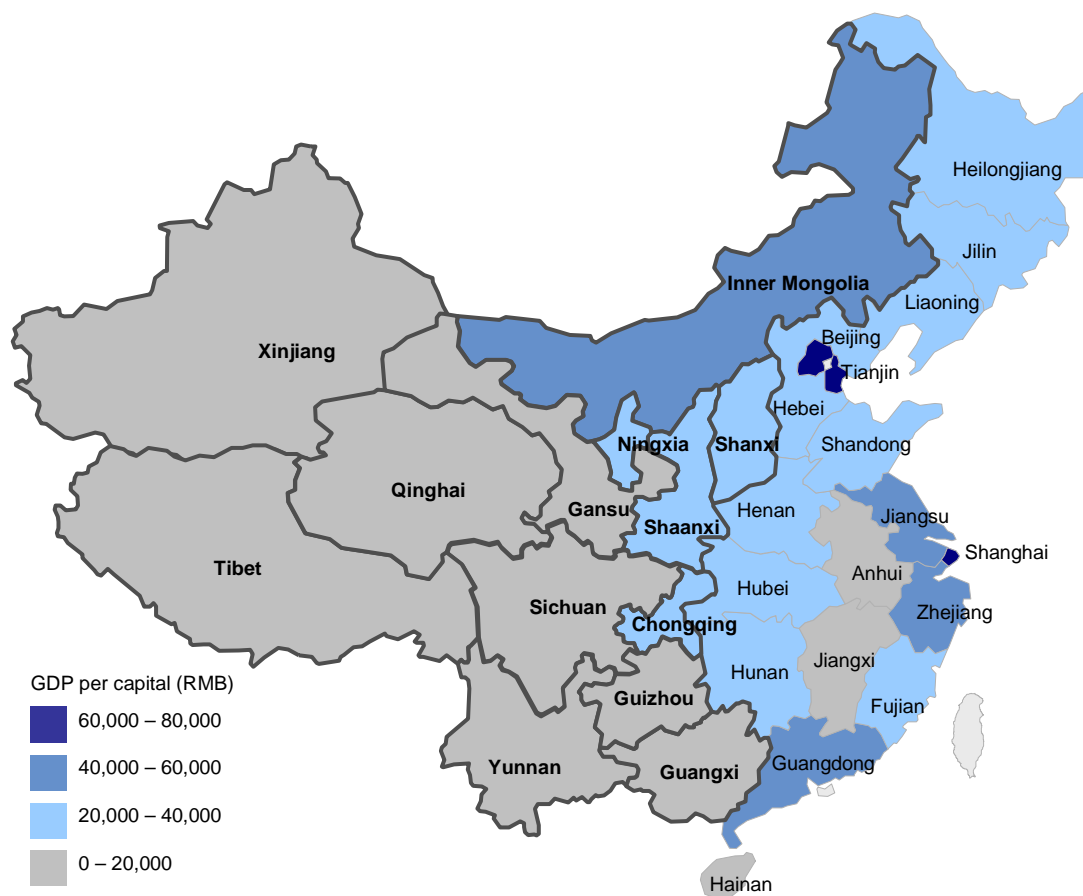 Heilongjiang
Jilin
Inner Mongolia
Liaoning
Beijing
Xinjiang
Tianjin
Hebei
Ningxia
Shanxi
Shandong
Qinghai
Gansu
Henan
Jiangsu
Shaanxi
Shanghai
Tibet
Anhui
Sichuan
Hubei
Zhejiang
Chongqing
Jiangxi
Hunan
GDP per capital (RMB)
Guizhou
Fujian
60,000 – 80,000
40,000 – 60,000
Yunnan
Guangxi
Guangdong
20,000 – 40,000
0 – 20,000
Hainan